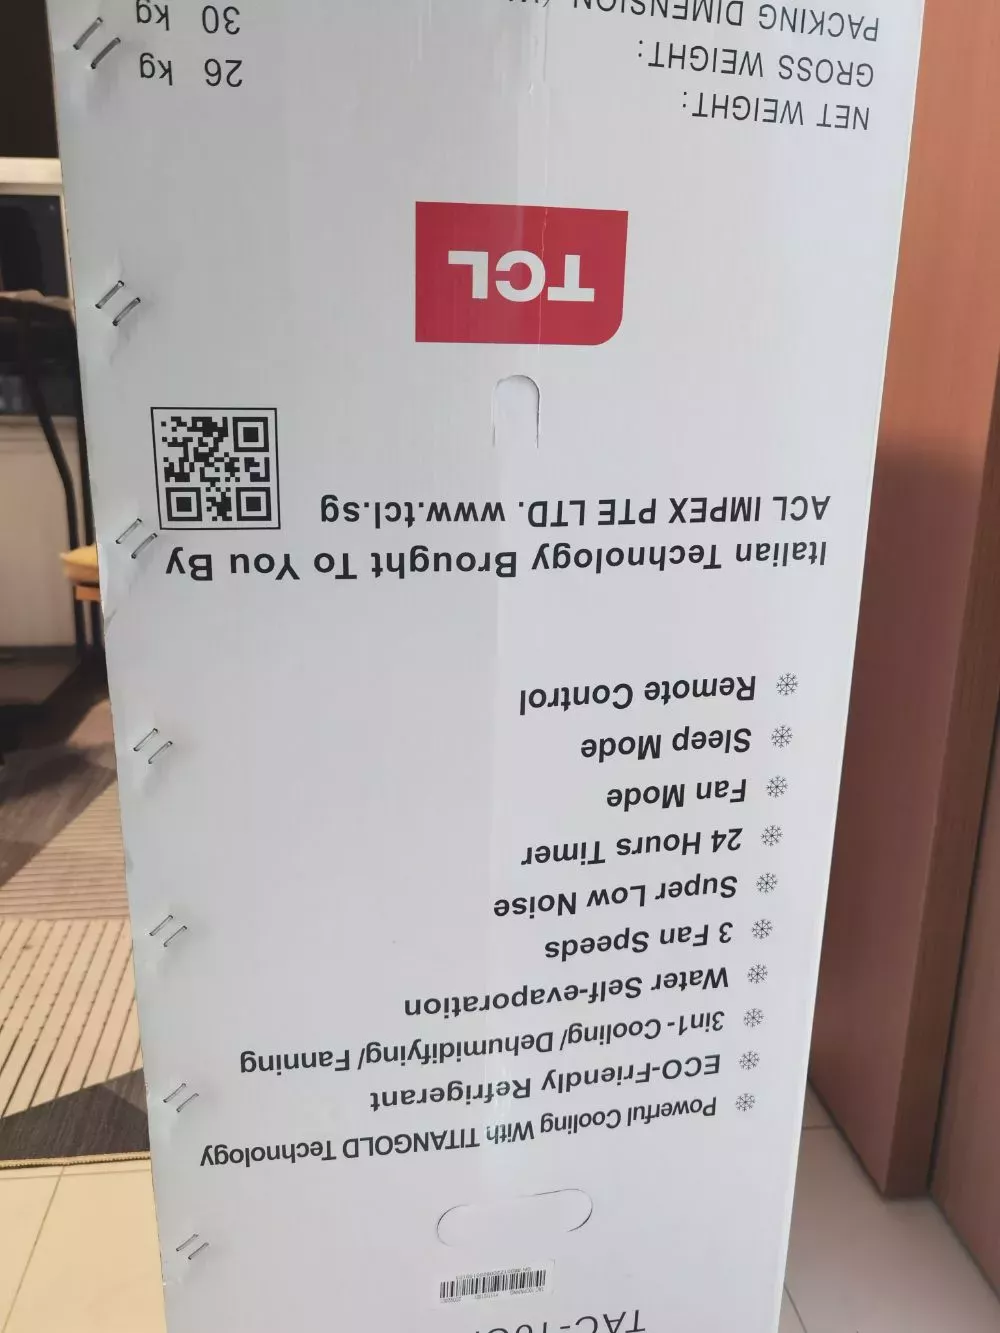 ❄ Powerful Cooling With TITANGOLD Technology
❄ ECO-Friendly Refrigerant
❄ 3in1- Cooling/ Dehumidifying/ Fanning
❄ Water Self-evaporation
❄ 3 Fan Speeds
❄ Super Low Noise
❄ 24 Hours Timer
❄ Fan Mode
❄ Sleep Mode
❄ Remote Control
Italian Technology Brought To You By
ACL IMPEX PTE LTD. www.tcl.sg
TCL
NET WEIGHT: 26 kg
GROSS WEIGHT: 30 kg
PACKING DIMENSION